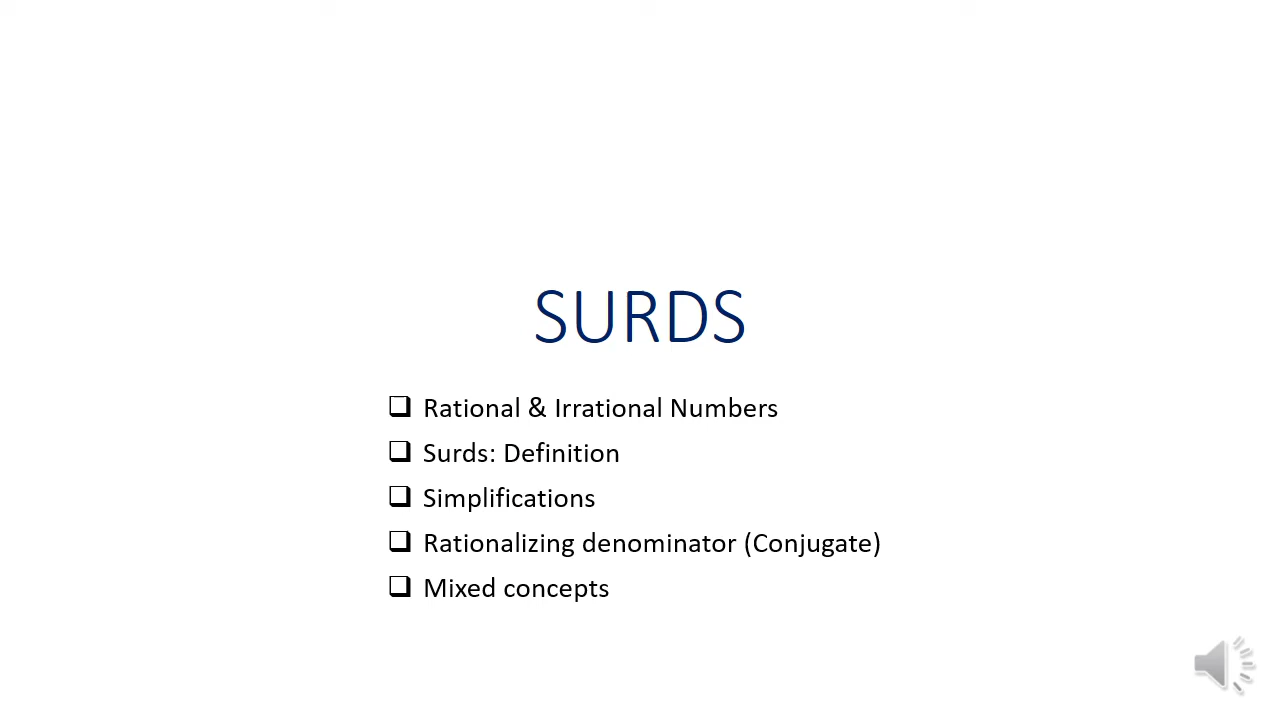 SURDS
❑ Rational & Irrational Numbers
❑ Surds: Definition
❑ Simplifications
❑ Rationalizing denominator (Conjugate)
❑ Mixed concepts